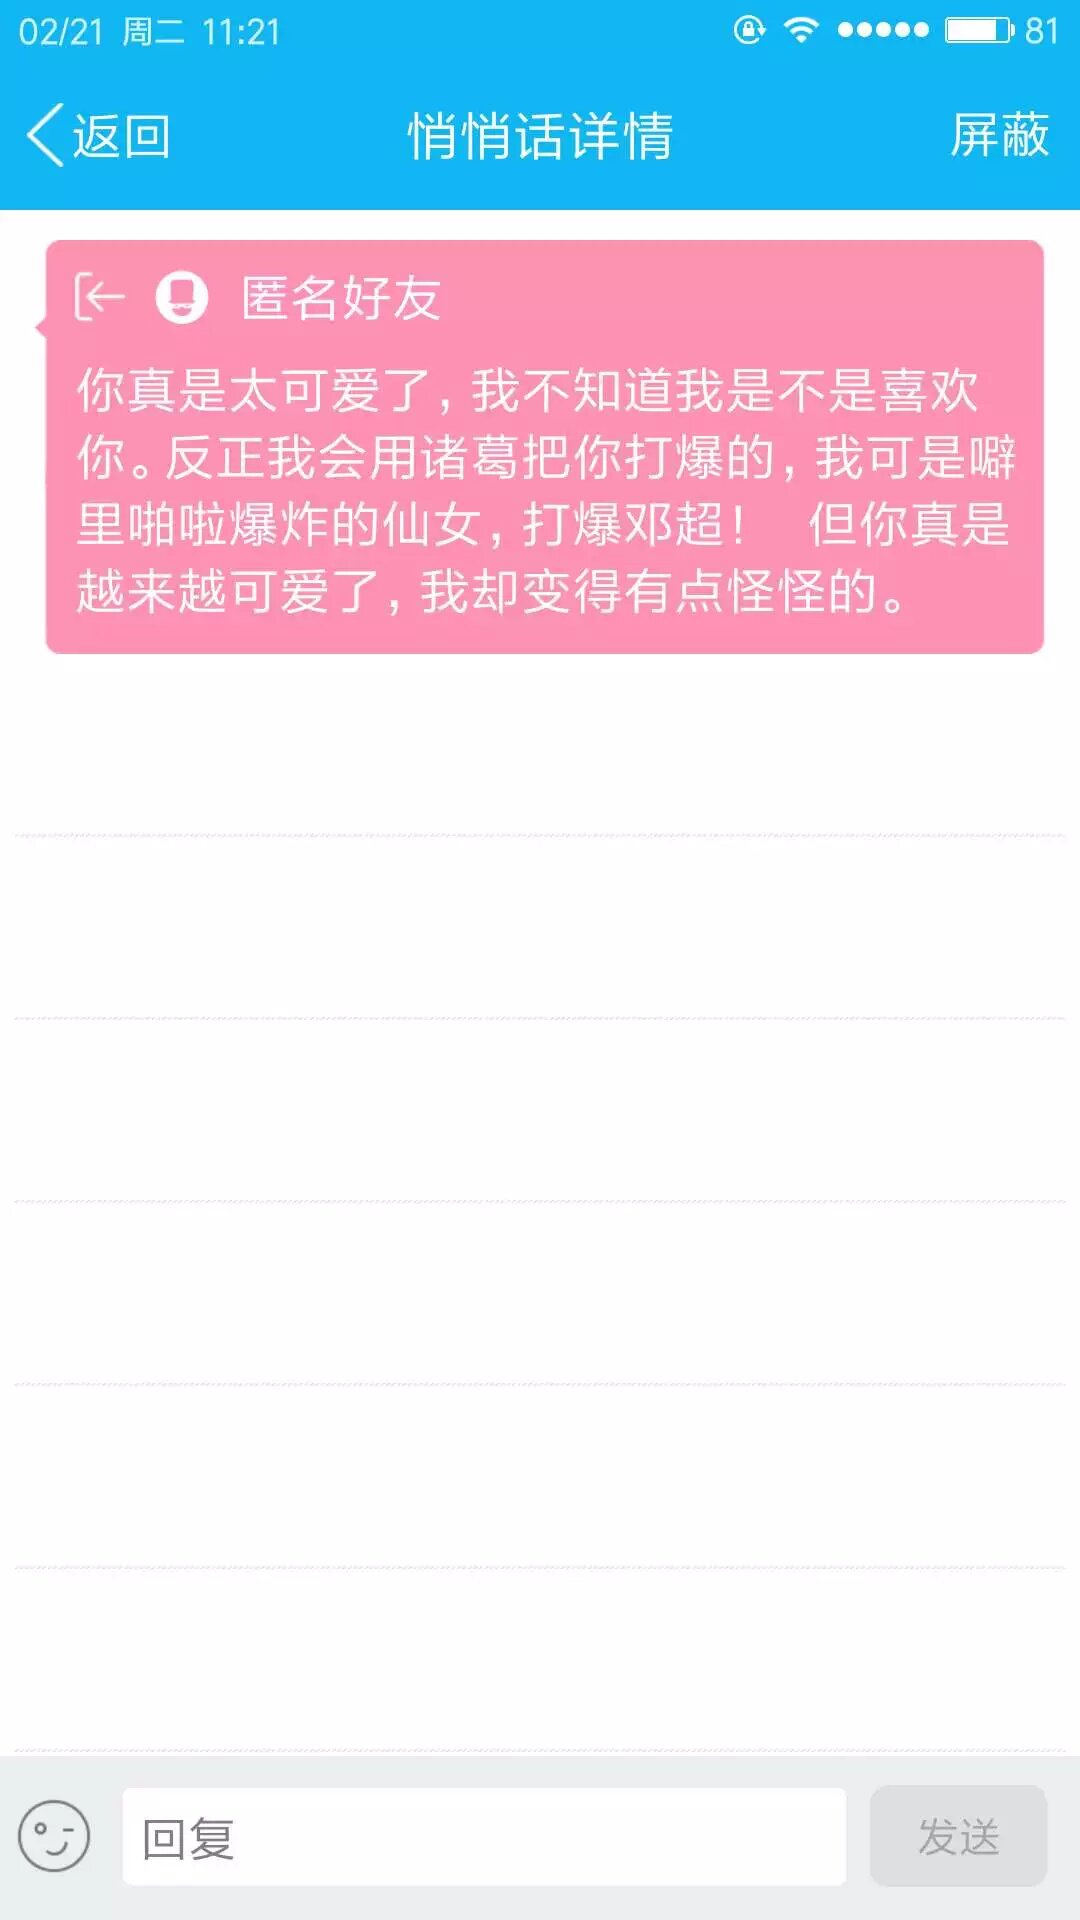 02/21 周二 11:21 81
返回 悄悄话详情 屏蔽
匿名好友
你真是太可爱了，我不知道我是不是喜欢
你。反正我会用诸葛把你打爆的，我可是噼
里啪啦爆炸的仙女，打爆邓超！ 但你真是
越来越可爱了，我却变得有点怪怪的。
回复 发送